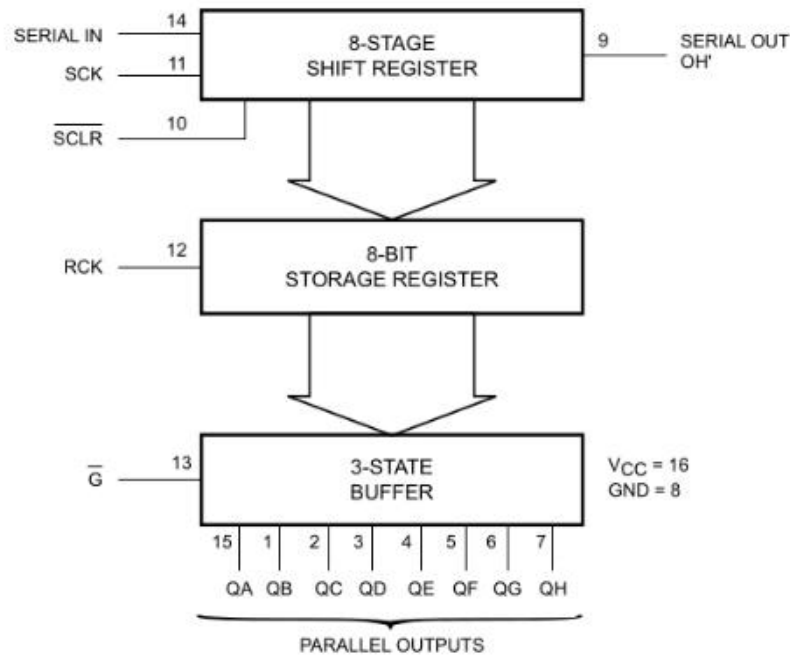 SERIAL IN
14
SCK
11
SCLR
10
8-STAGE
SHIFT REGISTER
9
SERIAL OUT
OH'
RCK
12
8-BIT
STORAGE REGISTER
G
13
3-STATE
BUFFER
VCC = 16
GND = 8
15 1 2 3 4 5 6 7
QA QB QC QD QE QF QG QH
PARALLEL OUTPUTS